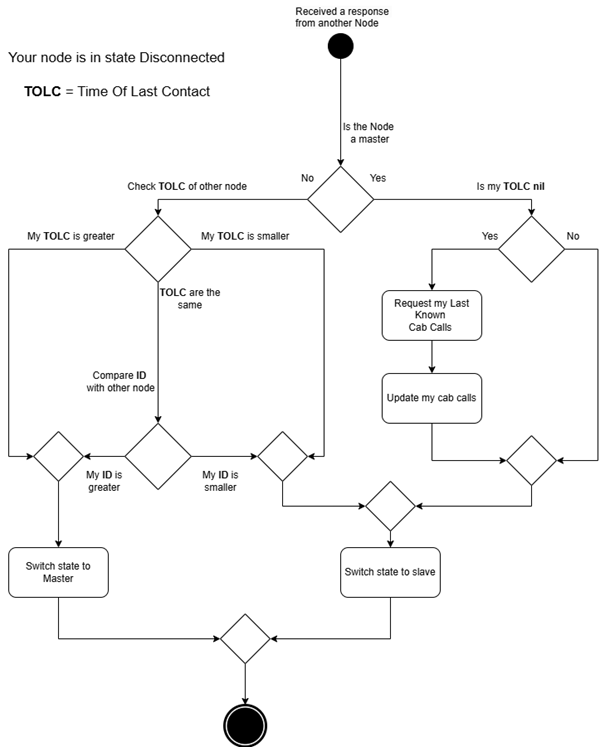 Received a response
from another Node
Your node is in state Disconnected
TOLC = Time Of Last Contact
Is the Node
a master
No
Yes
Check TOLC of other node
Is my TOLC nil
My TOLC is greater
My TOLC is smaller
Yes
No
TOLC are the
same
Request my Last
Known
Cab Calls
Compare ID
with other node
Update my cab calls
My ID is
greater
My ID is
smaller
Switch state to
Master
Switch state to slave